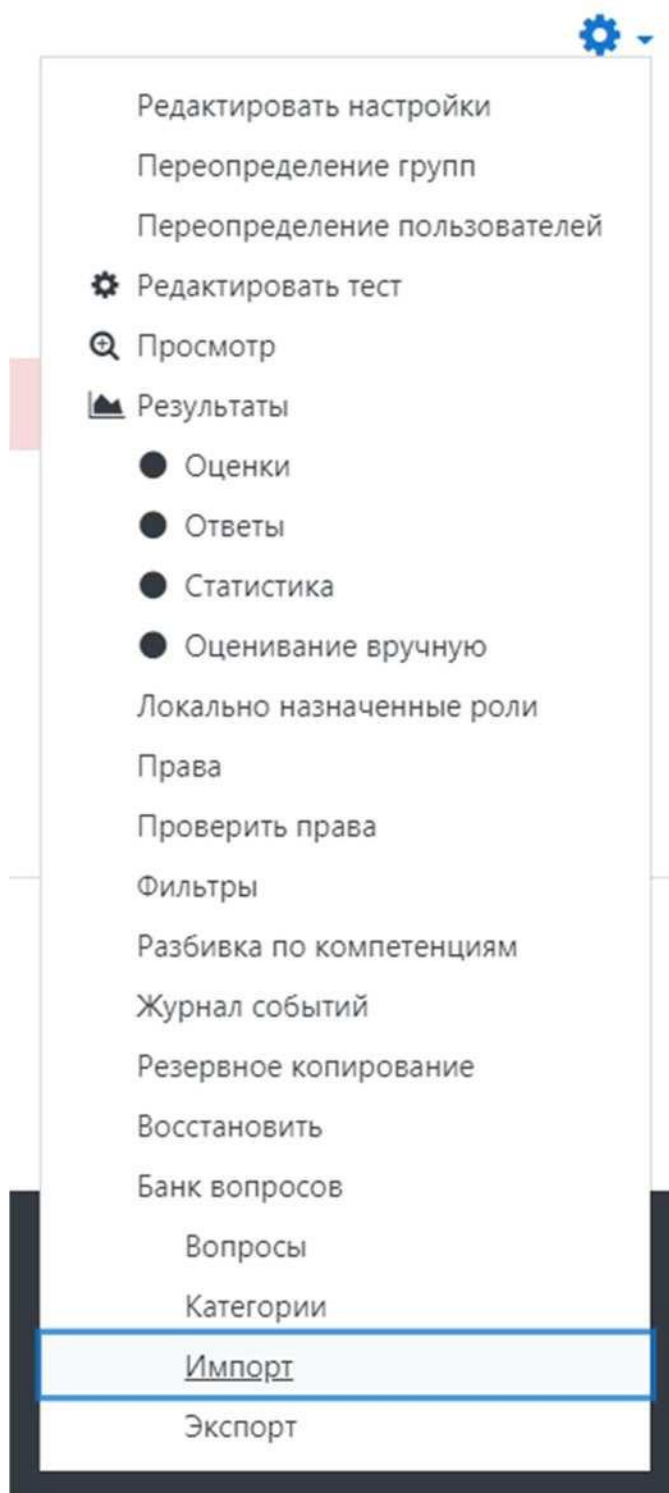 Редактировать настройки
Переопределение групп
Переопределение пользователей
Редактировать тест
Просмотр
Результаты
Оценки
Ответы
Статистика
Оценивание вручную
Локально назначенные роли
Права
Проверить права
Фильтры
Разбивка по компетенциям
Журнал событий
Резервное копирование
Восстановить
Банк вопросов
Вопросы
Категории
Импорт
Экспорт